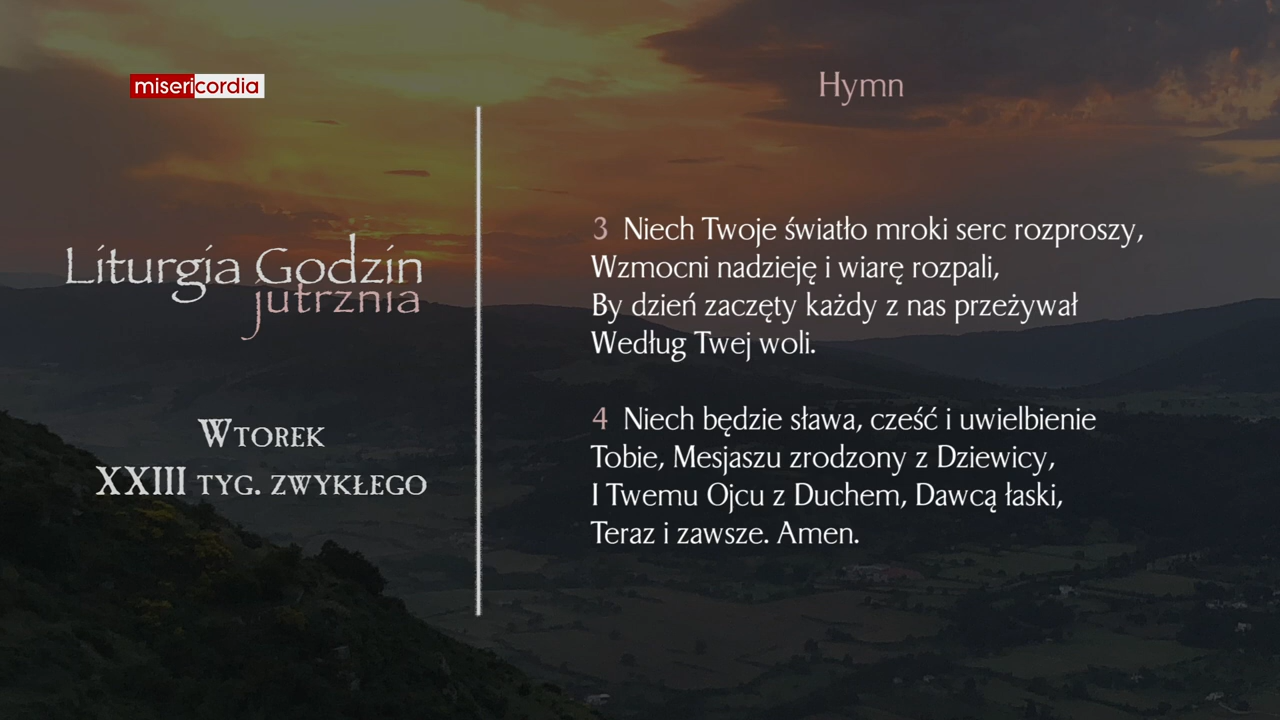 misericordia
Liturgia Godzin
jutrznia
Wtorek
XXIII tyg. zwykłego
Hymn
3 Niech Twoje światło mroki serc rozproszy,
Wzmocni nadzieję i wiarę rozpali,
By dzień zaczęty każdy z nas przeżywał
Według Twej woli.
4 Niech będzie sława, cześć i uwielbienie
Tobie, Mesjaszu zrodzony z Dziewicy,
I Twemu Ojcu z Duchem, Dawcą łaski,
Teraz i zawsze. Amen.